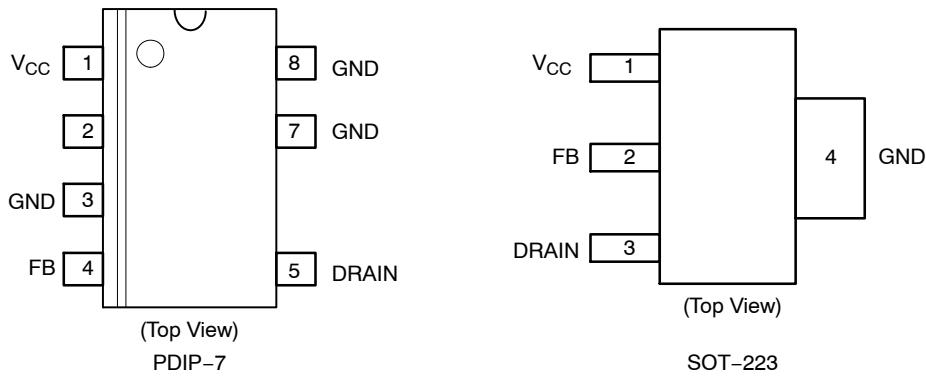 VCC 1 8 GND
2 7 GND
GND 3
FB 4 5 DRAIN
(Top View)
PDIP−7
VCC 1
FB 2 4 GND
DRAIN 3
(Top View)
SOT−223